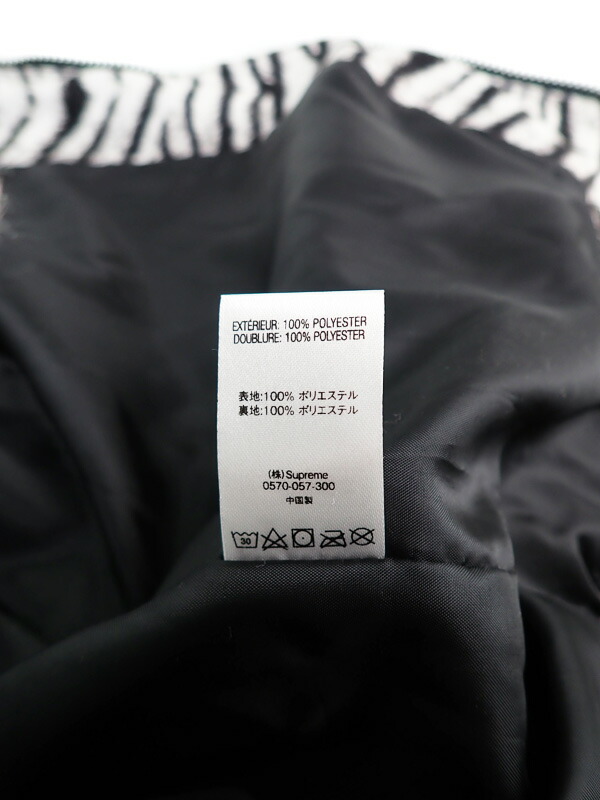 EXTÉRIEUR: 100% POLYESTER
DOUBLURE: 100% POLYESTER
表地:100% ポリエステル
裏地:100% ポリエステル
(株)Supreme
0570-057-300
中国製
30